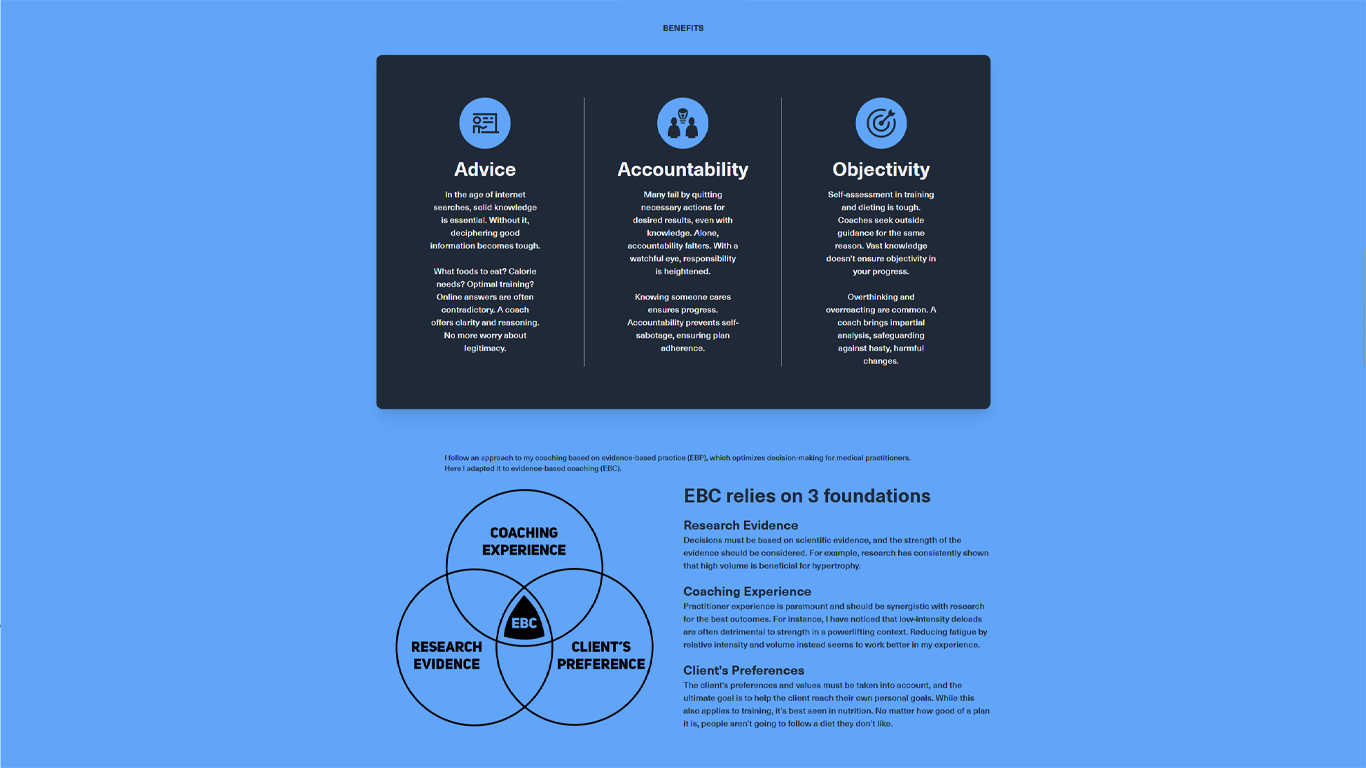 BENEFITS
Advice
In the age of internet
searches, solid knowledge
is essential. Without it,
deciphering good
information becomes tough.
What foods to eat? Calorie
needs? Optimal training?
Online answers are often
contradictory. A coach
offers clarity and reasoning.
No more worry about
legitimacy.
Accountability
Many fail by quitting
necessary actions for
desired results, even with
knowledge. Alone,
accountability falters. With a
watchful eye, responsibility
is heightened.
Knowing someone cares
ensures progress.
Accountability prevents self-
sabotage, ensuring plan
adherence.
Objectivity
Self-assessment in training
and dieting is tough.
Coaches seek outside
guidance for the same
reason. Vast knowledge
doesn't ensure objectivity in
your progress.
Overthinking and
overreacting are common. A
coach brings impartial
analysis, safeguarding
against hasty, harmful
changes.
I follow an approach to my coaching based on evidence-based practice (EBP), which optimizes decision-making for medical practitioners.
Here I adapted it to evidence-based coaching (EBC).
COACHING
EXPERIENCE
EBC
RESEARCH
EVIDENCE
CLIENT'S
PREFERENCE
EBC relies on 3 foundations
Research Evidence
Decisions must be based on scientific evidence, and the strength of the
evidence should be considered. For example, research has consistently shown
that high volume is beneficial for hypertrophy.
Coaching Experience
Practitioner experience is paramount and should be synergistic with research
for the best outcomes. For instance, I have noticed that low-intensity deloads
are often detrimental to strength in a powerlifting context. Reducing fatigue by
relative intensity and volume instead seems to work better in my experience.
Client's Preferences
The client's preferences and values must be taken into account, and the
ultimate goal is to help the client reach their own personal goals. While this
also applies to training, it's best seen in nutrition. No matter how good of a plan
it is, people aren't going to follow a diet they don't like.